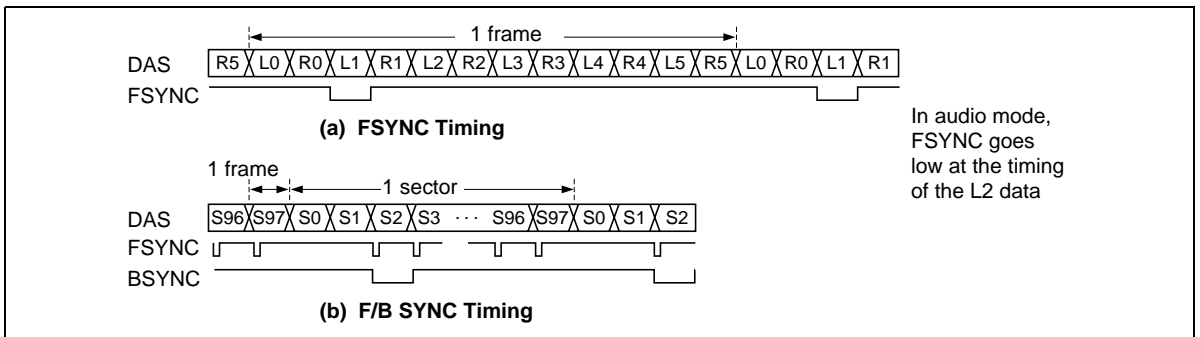 1 frame
DAS R5 L0 R0 L1 R1 L2 R2 L3 R3 L4 R4 L5 R5 L0 R0 L1 R1
FSYNC
(a) FSYNC Timing
In audio mode,
FSYNC goes
low at the timing
of the L2 data
1 frame
1 sector
DAS S96 S97 S0 S1 S2 S3 ··· S96 S97 S0 S1 S2
FSYNC
BSYNC
(b) F/B SYNC Timing